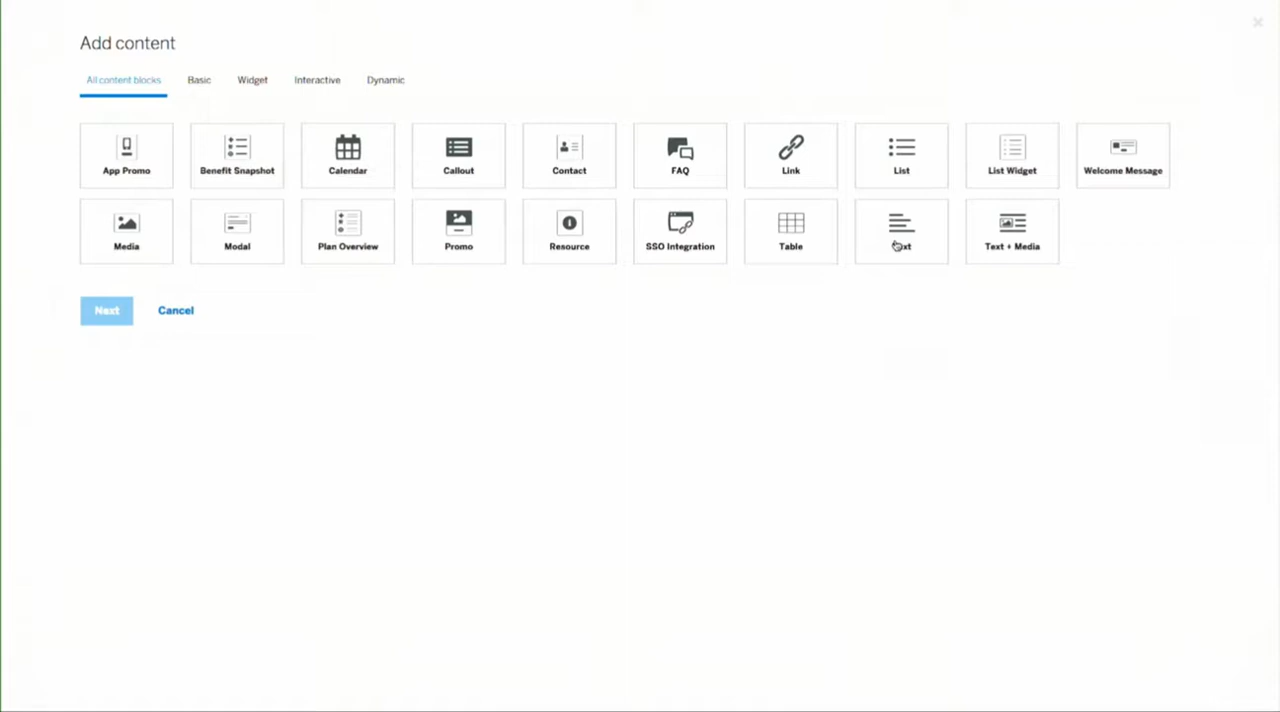 Add content
All content blocks Basic Widget Interactive Dynamic
App Promo Benefit Snapshot Calendar Callout Contact FAQ Link List List Widget Welcome Message
Media Modal Plan Overview Promo Resource SSO Integration Table Text + Media
Next Cancel